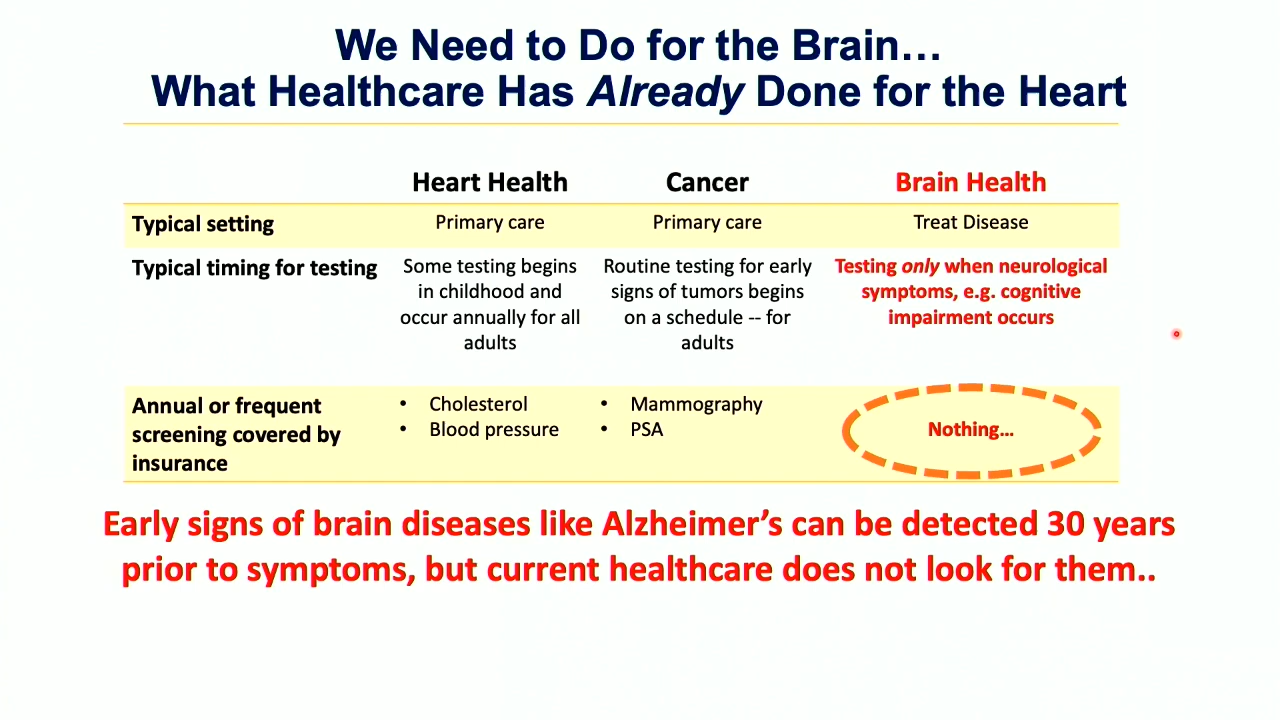 We Need to Do for the Brain…
What Healthcare Has Already Done for the Heart
Heart Health Cancer Brain Health
Typical setting Primary care Primary care Treat Disease
Typical timing for testing Some testing begins Routine testing for early Testing only when neurological
in childhood and signs of tumors begins symptoms, e.g. cognitive
occur annually for all on a schedule -- for impairment occurs
adults adults
Annual or frequent • Cholesterol • Mammography
screening covered by • Blood pressure • PSA Nothing…
insurance
Early signs of brain diseases like Alzheimer’s can be detected 30 years
prior to symptoms, but current healthcare does not look for them..